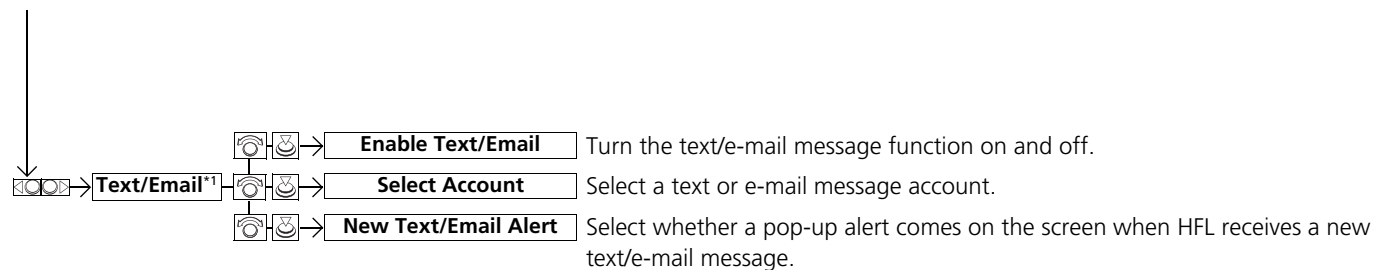 Enable Text/Email Turn the text/e-mail message function on and off.
Text/Email*1 Select Account Select a text or e-mail message account.
New Text/Email Alert Select whether a pop-up alert comes on the screen when HFL receives a new
text/e-mail message.